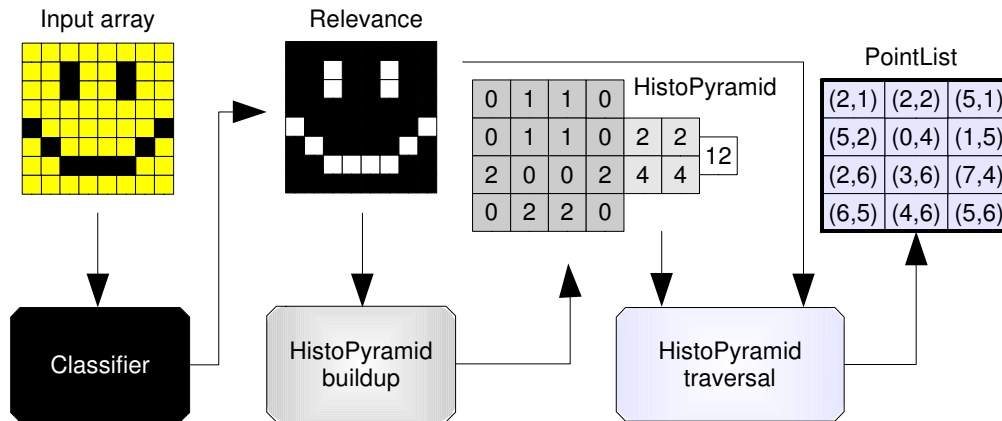 Input array
Relevance
HistoPyramid
PointList
0 1 1 0
0 1 1 0 2 2
12
2 0 0 2 4 4
0 2 2 0
(2,1) (2,2) (5,1)
(5,2) (0,4) (1,5)
(2,6) (3,6) (7,4)
(6,5) (4,6) (5,6)
Classifier
HistoPyramid
buildup
HistoPyramid
traversal